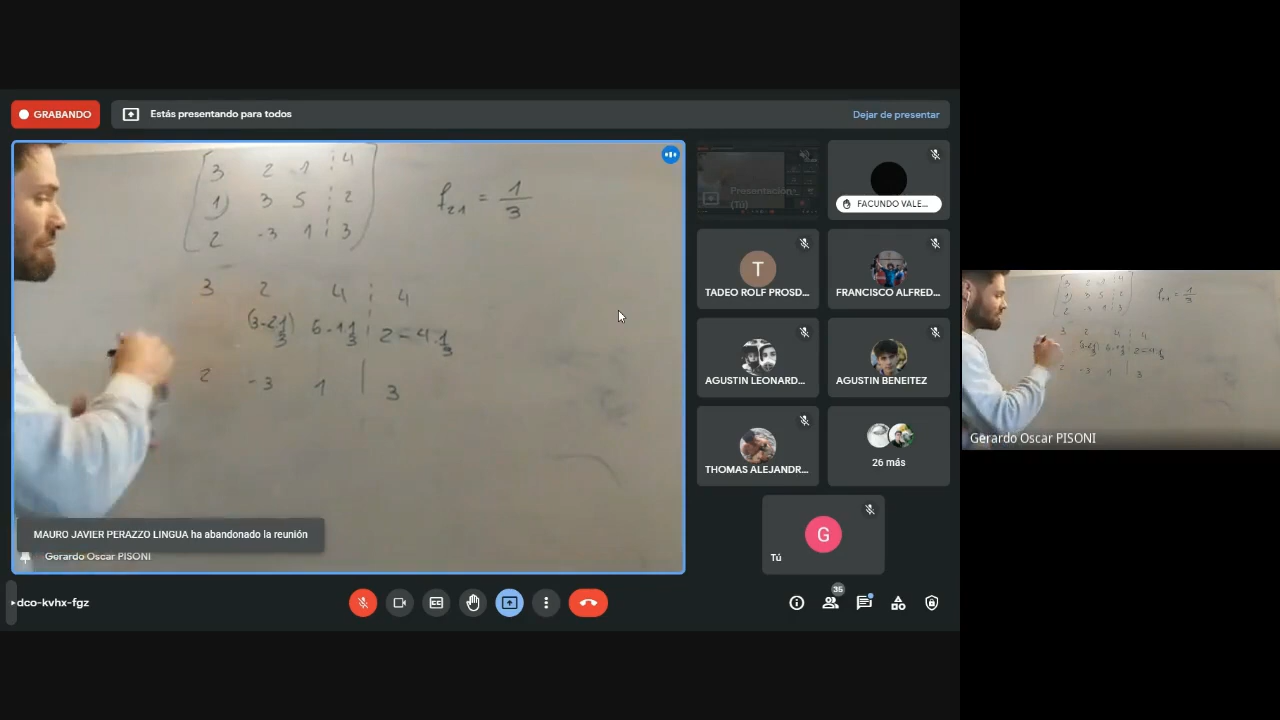 GRABANDO
Estás presentando para todos
Dejar de presentar
3 2 1 4
1) 3 5 2
2 -3 1 3
f21 = 1/3
3 2 4 4
(3-2 1/3) 5-1 1/3 2-4.1/3
2 -3 1 3
Presentación...
(Tú)
FACUNDO VALE...
TADEO ROLF PROSD...
FRANCISCO ALFRED...
AGUSTIN LEONARD...
AGUSTIN BENEITEZ
THOMAS ALEJANDR...
26 más
G
Tú
T
MAURO JAVIER PERAZZO LINGUA ha abandonado la reunión
Gerardo Oscar PISONI
dco-kvhx-fgz
36
Gerardo Oscar PISONI